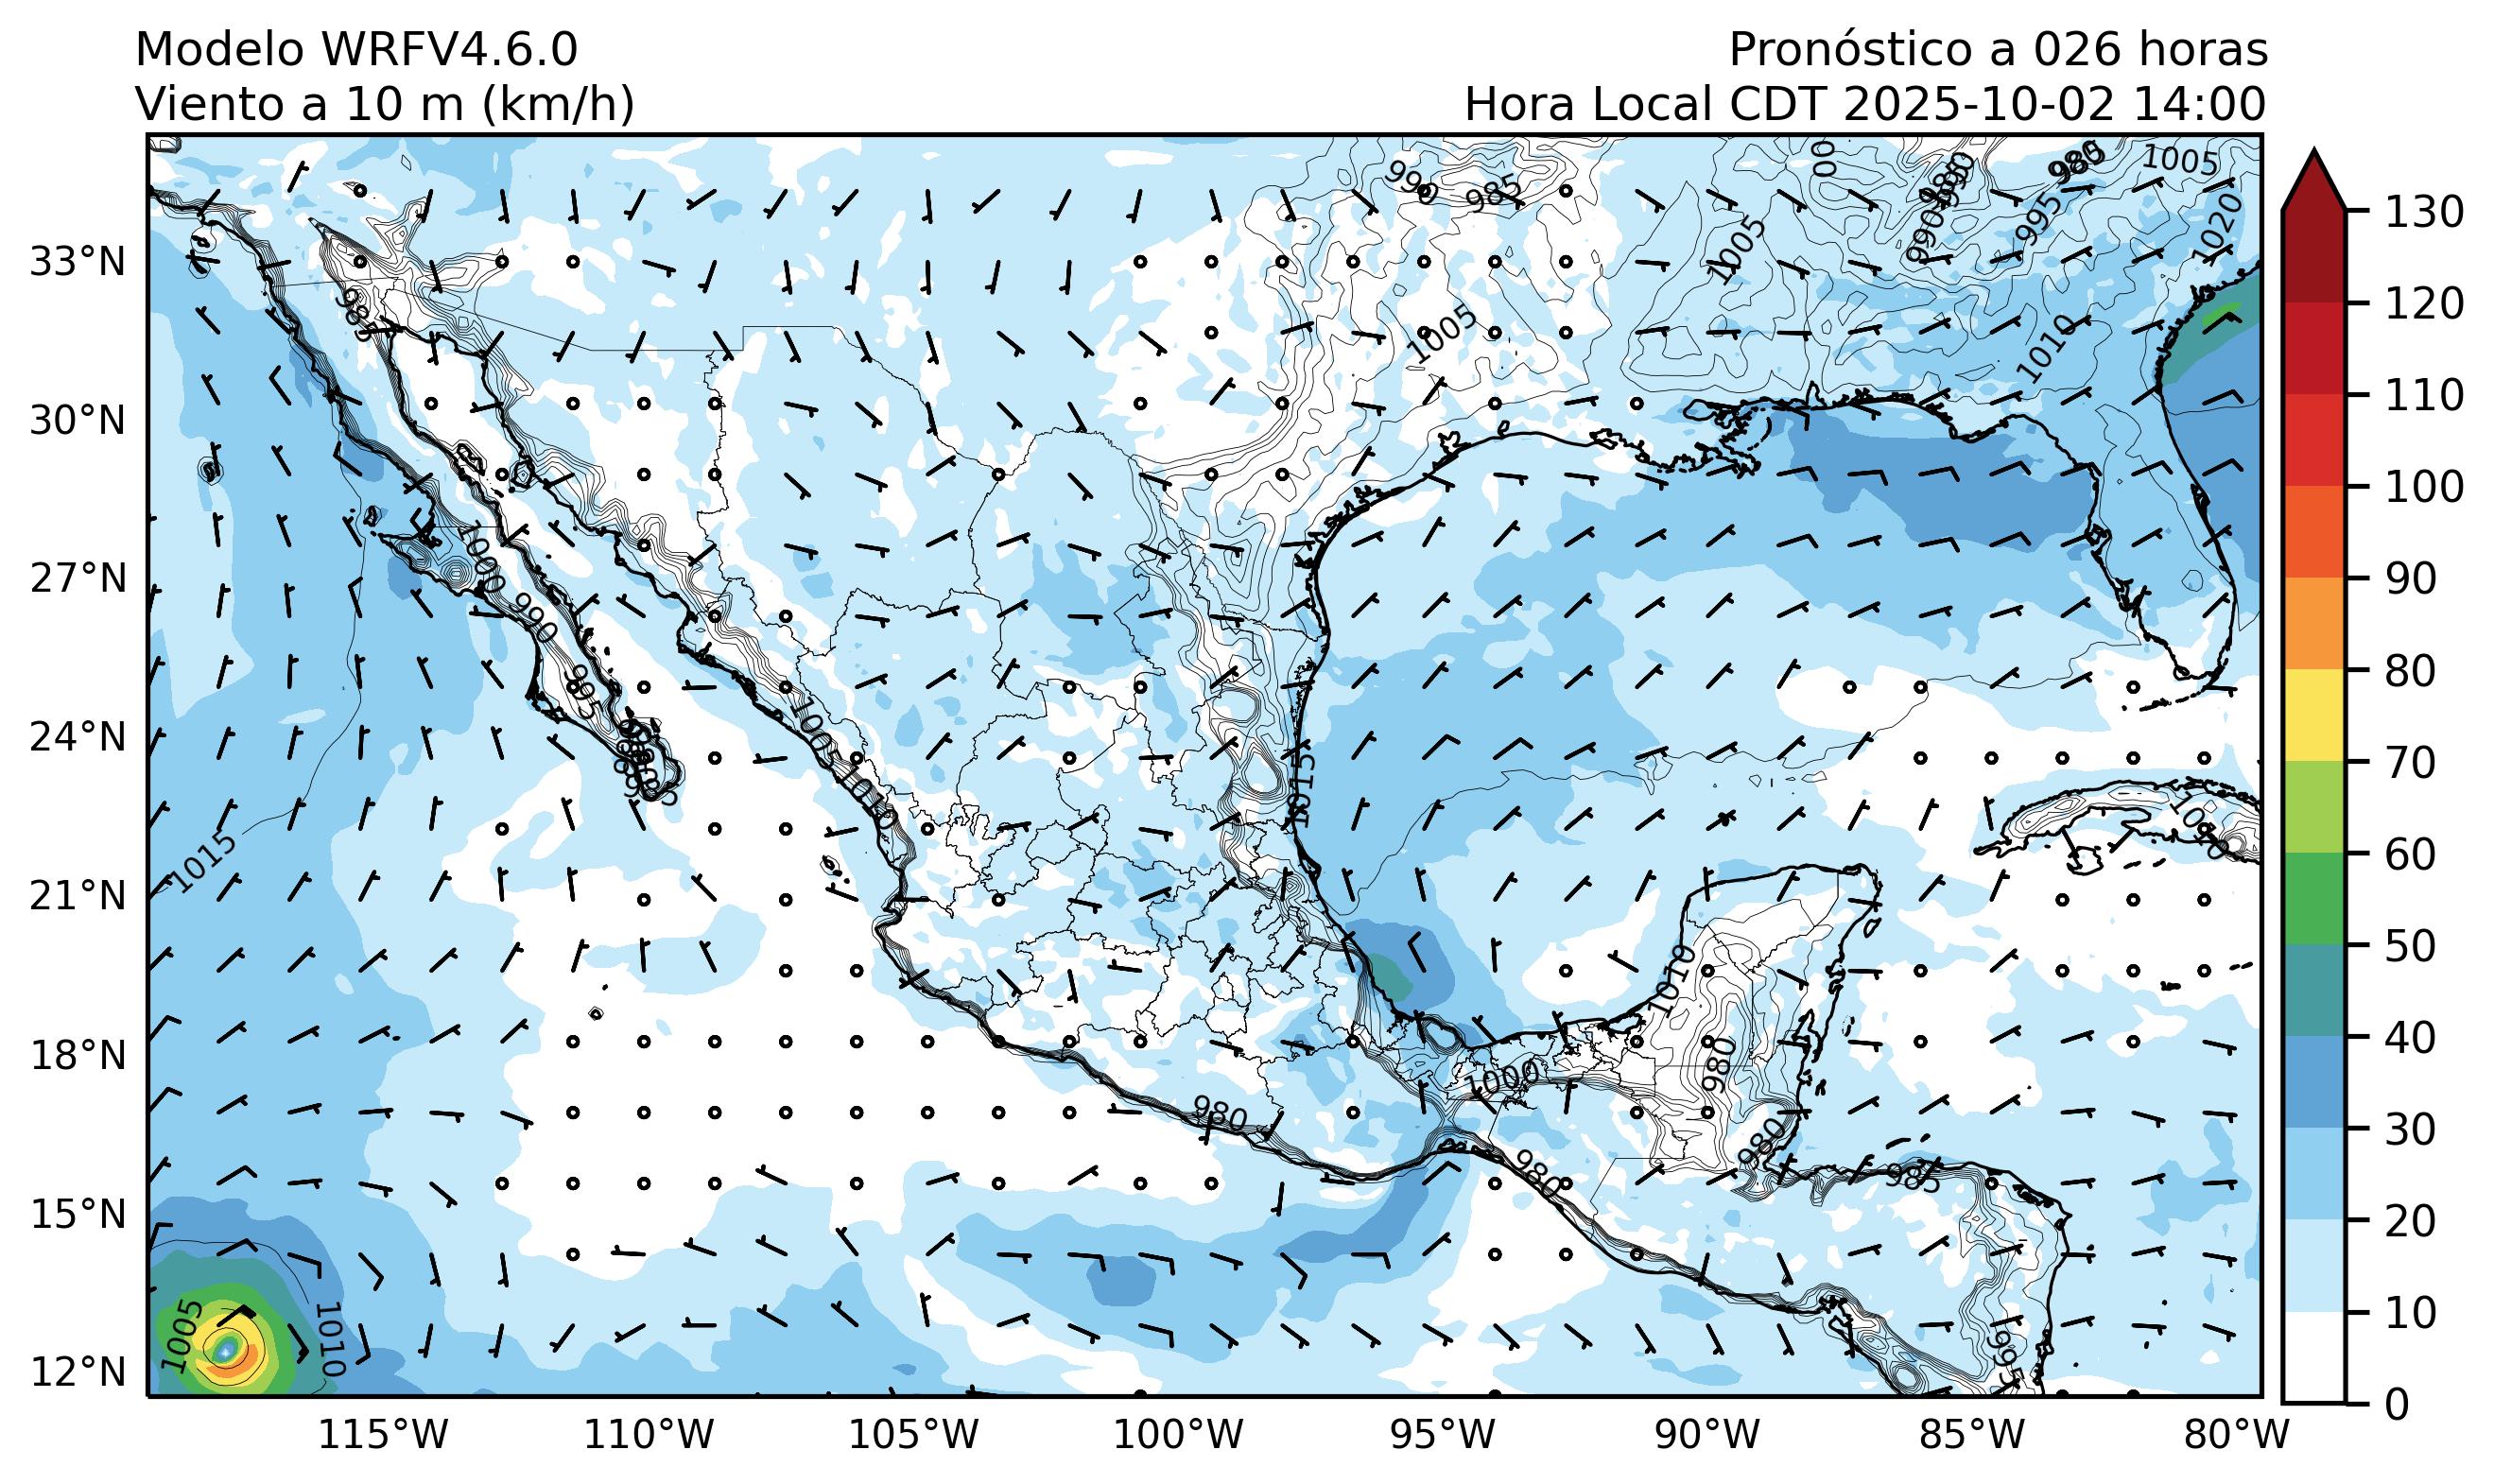 Modelo WRFV4.6.0
Viento a 10 m (km/h)
Pronóstico a 026 horas
Hora Local CDT 2025-10-02 14:00
33°N
30°N
27°N
24°N
21°N
18°N
15°N
12°N
115°W
110°W
105°W
100°W
95°W
90°W
85°W
80°W
130
120
110
100
90
80
70
60
50
40
30
20
10
0
990
985
1005
1005
995
990
1020
1010
1005
985
1000
990
995
1005
1010
1015
1015
1010
980
1000
980
980
980
985
1005
1010
995